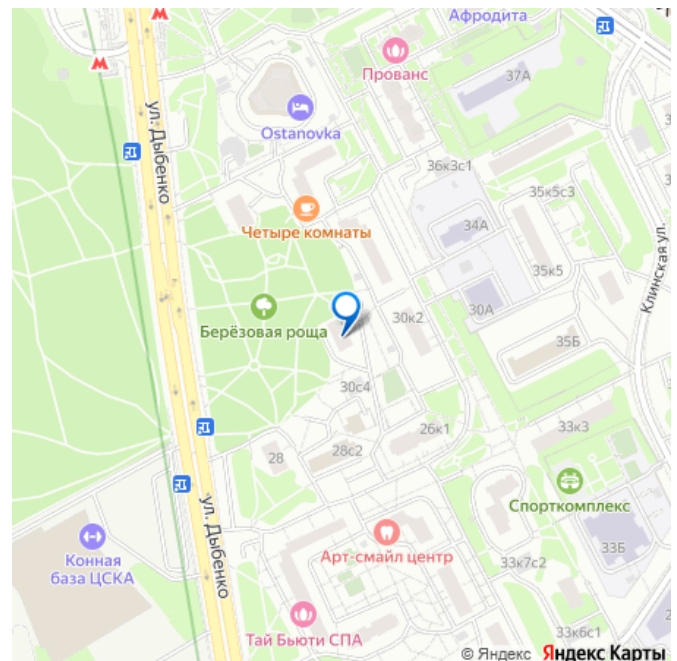 Афродита
Прованс
37А
ул. Дыбенко
Ostanovka
36к3с1
35к5с3
Четыре комнаты
34А
Клинская ул.
35к5
Берёзовая роща
30к2
30А
35Б
30с4
26к1
33к3
28
28с2
Спорткомплекс
ул. Дыбенко
Конная
база ЦСКА
Арт-смайл центр
33Б
33к7с2
Тай Бьюти СПА
33к6с1
© Яндекс Яндекс Карты